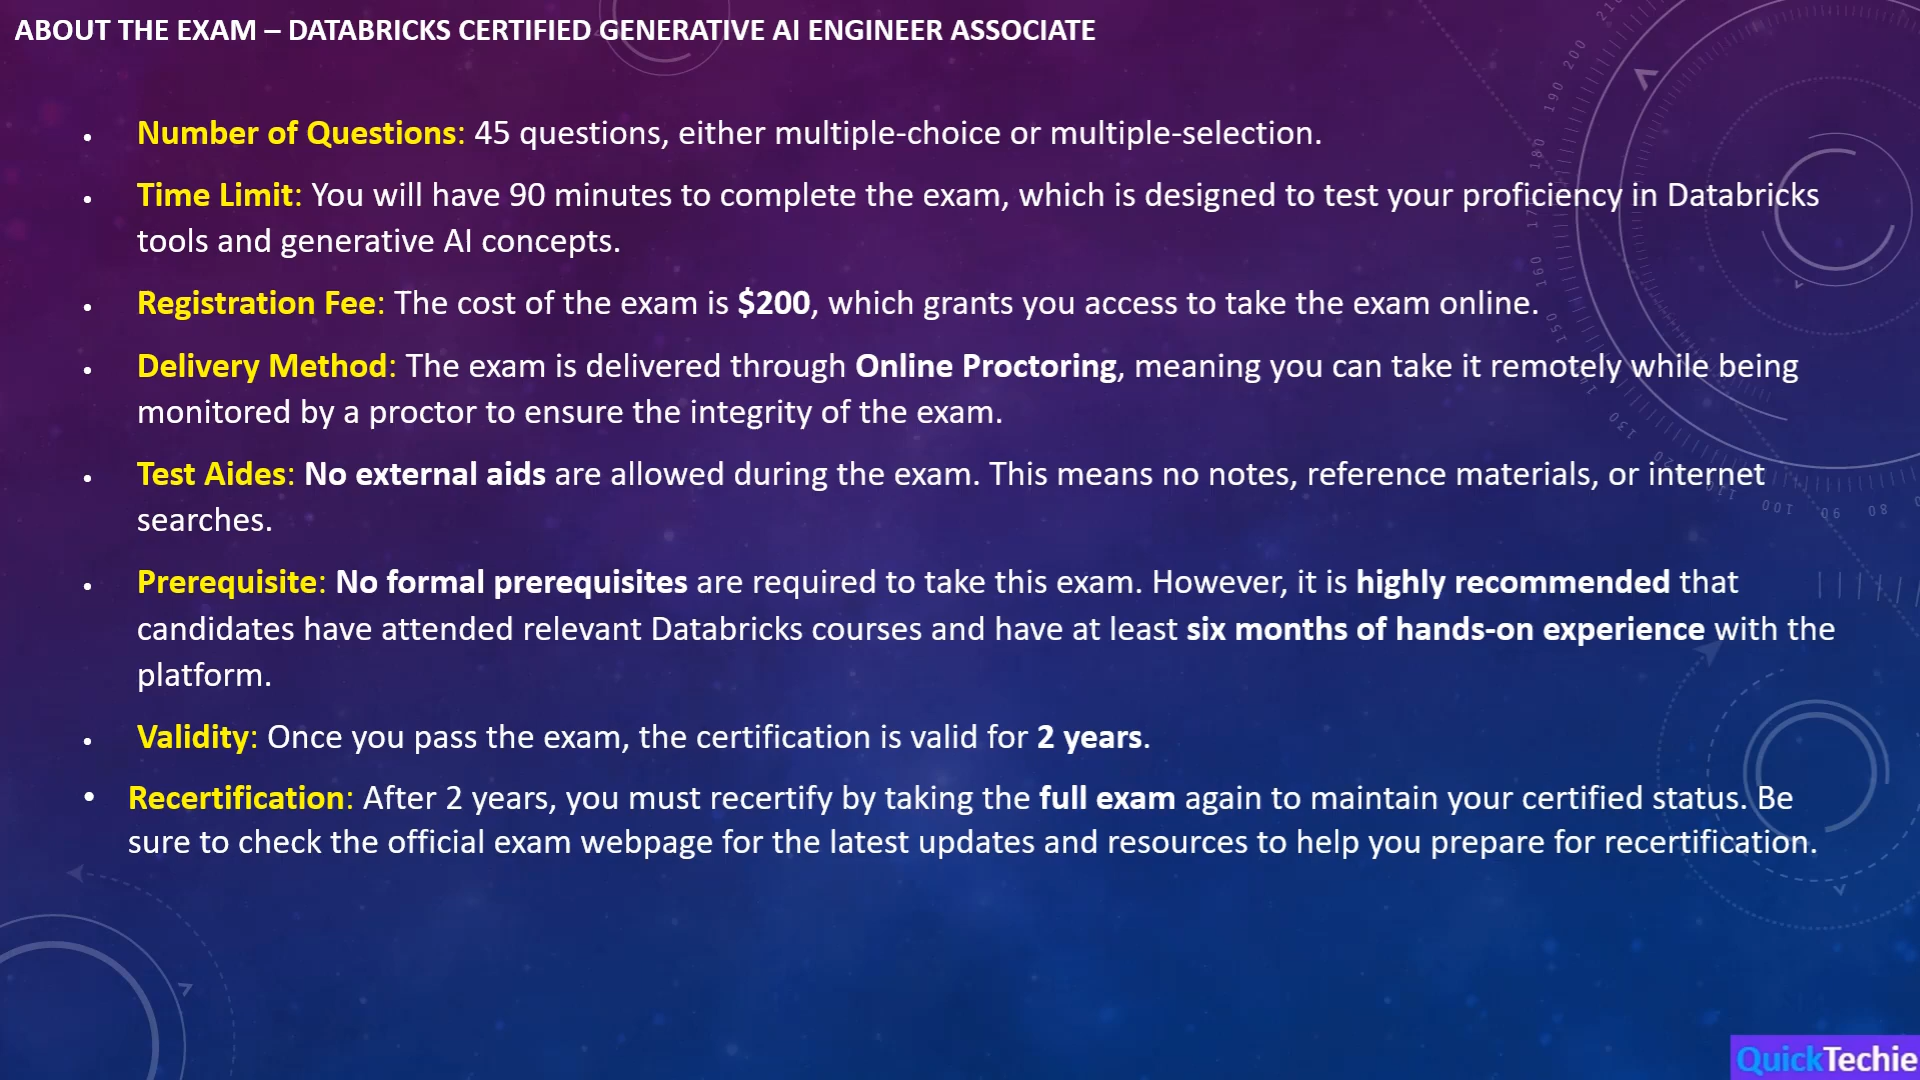 ABOUT THE EXAM – DATABRICKS CERTIFIED GENERATIVE AI ENGINEER ASSOCIATE
• Number of Questions: 45 questions, either multiple-choice or multiple-selection.
• Time Limit: You will have 90 minutes to complete the exam, which is designed to test your proficiency in Databricks
tools and generative AI concepts.
• Registration Fee: The cost of the exam is $200, which grants you access to take the exam online.
• Delivery Method: The exam is delivered through Online Proctoring, meaning you can take it remotely while being
monitored by a proctor to ensure the integrity of the exam.
• Test Aides: No external aids are allowed during the exam. This means no notes, reference materials, or internet
searches.
• Prerequisite: No formal prerequisites are required to take this exam. However, it is highly recommended that
candidates have attended relevant Databricks courses and have at least six months of hands-on experience with the
platform.
• Validity: Once you pass the exam, the certification is valid for 2 years.
• Recertification: After 2 years, you must recertify by taking the full exam again to maintain your certified status. Be
sure to check the official exam webpage for the latest updates and resources to help you prepare for recertification.
200
190
180
160
150
130
110
100
90
80
QuickTechie